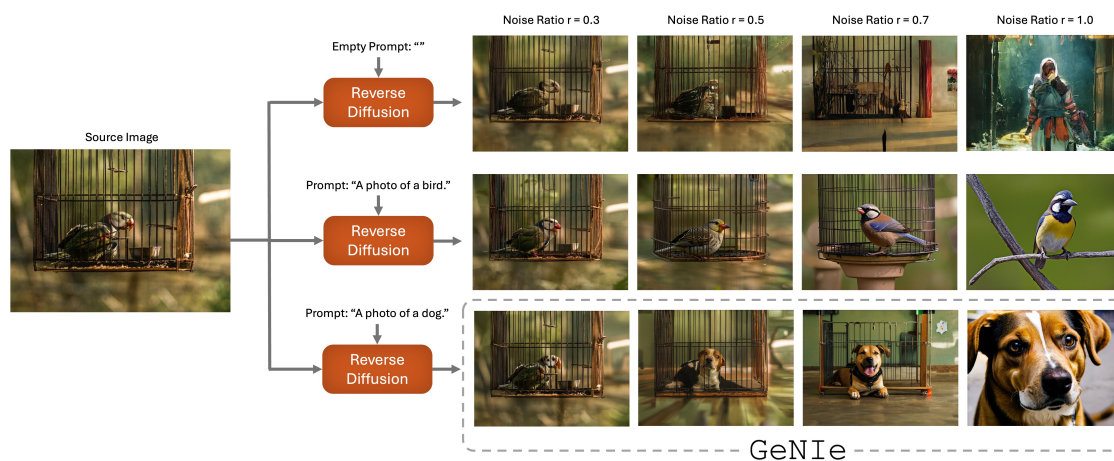 Noise Ratio r = 0.3
Noise Ratio r = 0.5
Noise Ratio r = 0.7
Noise Ratio r = 1.0
Empty Prompt: “”
Reverse
Diffusion
Source Image
Prompt: “A photo of a bird.”
Reverse
Diffusion
Prompt: “A photo of a dog.”
Reverse
Diffusion
GeNIe